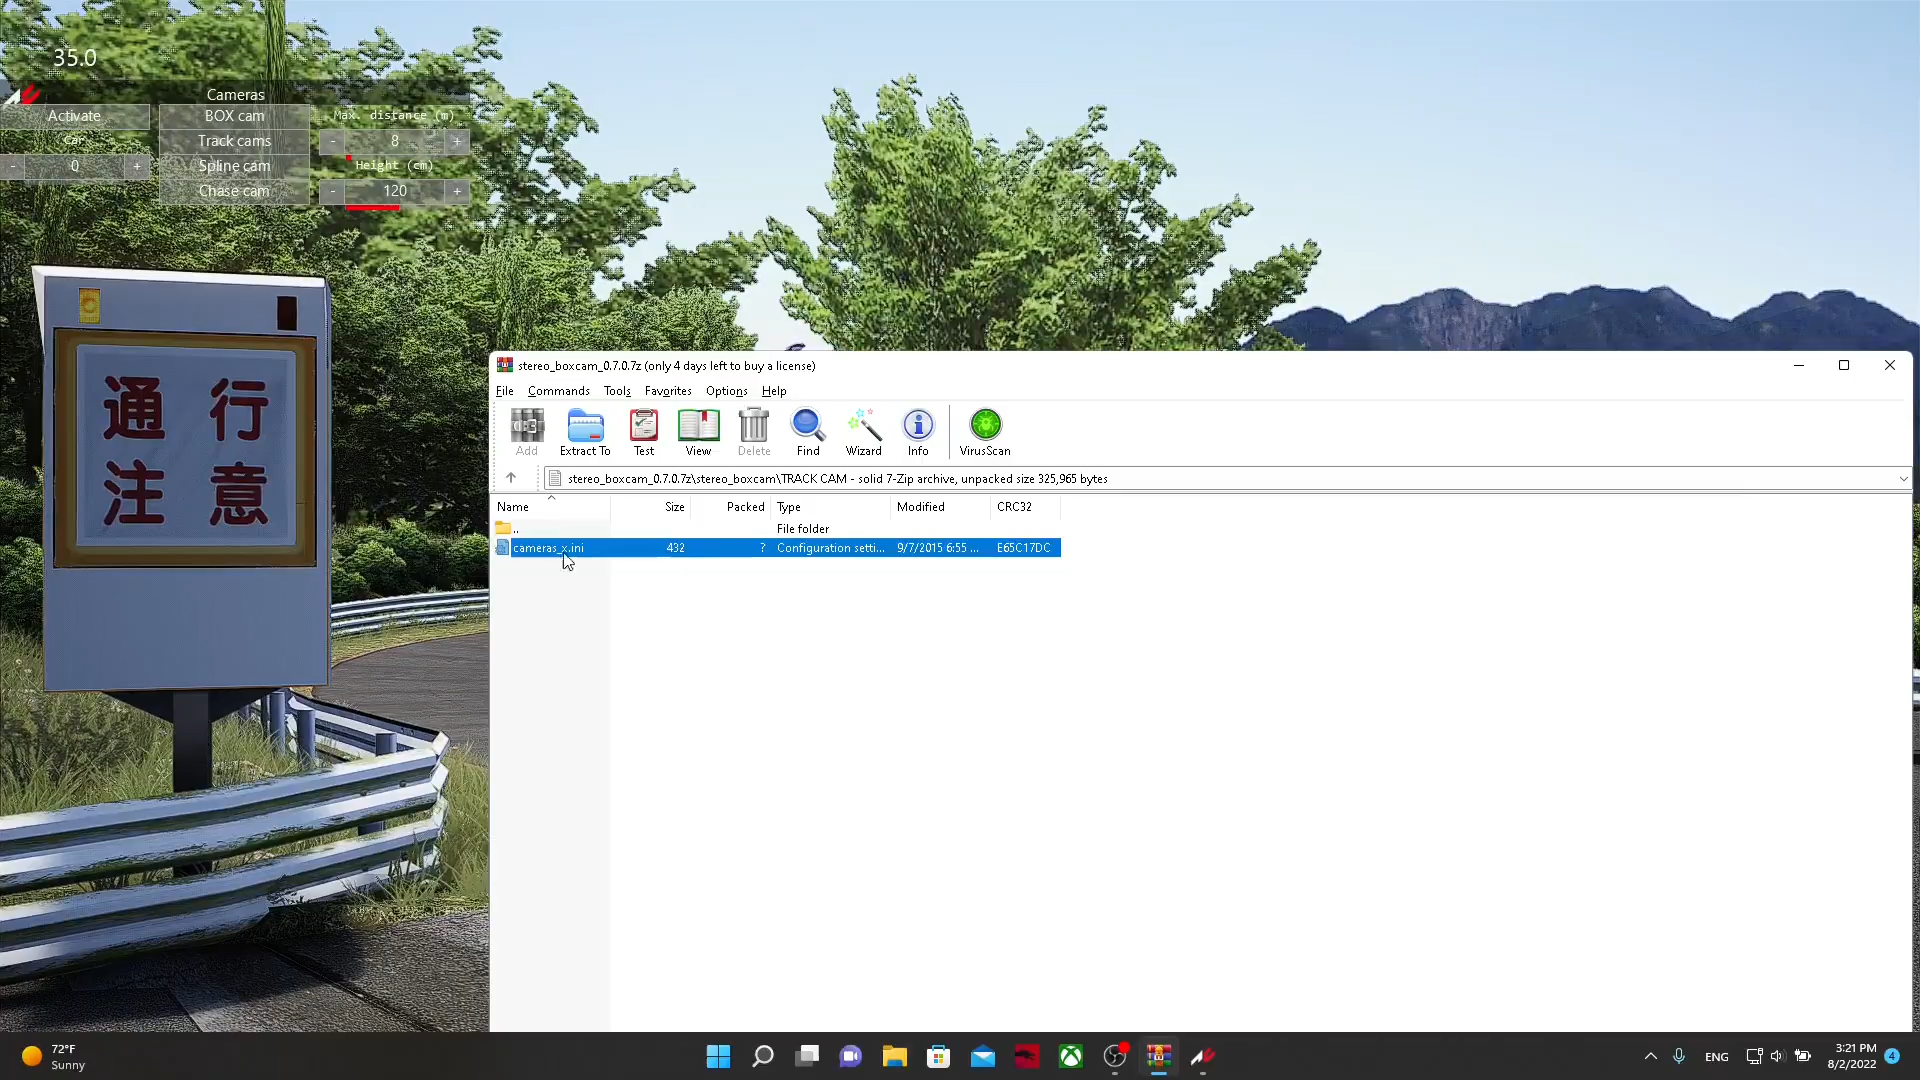 35.0
Cameras
Activate
BOX cam
Max. distance (m)
Car
Track cams
- 8 +
- 0 +
Spline cam
Height (cm)
Chase cam
- 120 +
通 行
注 意
stereo_boxcam_0.7.0.7z (only 4 days left to buy a license)
File Commands Tools Favorites Options Help
Add Extract To Test View Delete Find Wizard Info VirusScan
stereo_boxcam_0.7.0.7z\stereo_boxcam\TRACK CAM - solid 7-Zip archive, unpacked size 325,965 bytes
Name Size Packed Type Modified CRC32
.. File folder
cameras_x.ini 432 ? Configuration setti... 9/7/2015 6:55 ... E65C17DC
72°F
Sunny
ENG
3:21 PM
8/2/2022
4